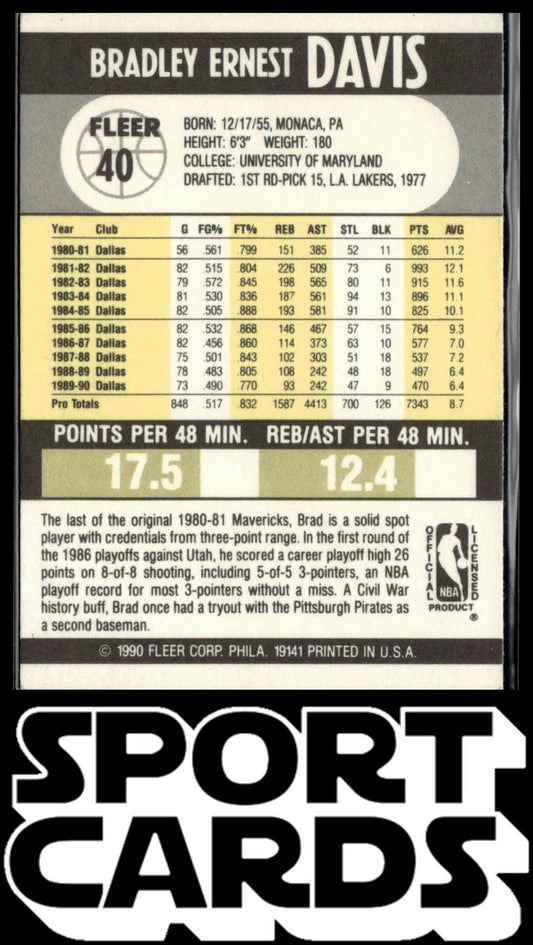 BRADLEY ERNEST DAVIS
FLEER
40
BORN: 12/17/55, MONACA, PA
HEIGHT: 6'3" WEIGHT: 180
COLLEGE: UNIVERSITY OF MARYLAND
DRAFTED: 1ST RD-PICK 15, L.A. LAKERS, 1977
Year Club G FG% FT% REB AST STL BLK PTS AVG
1980-81 Dallas 56 .561 .799 151 385 52 11 626 11.2
1981-82 Dallas 82 .515 .804 226 509 73 6 993 12.1
1982-83 Dallas 79 .572 .845 198 565 80 11 915 11.6
1983-84 Dallas 81 .530 .836 187 561 94 13 896 11.1
1984-85 Dallas 82 .505 .888 193 581 91 10 825 10.1
1985-86 Dallas 82 .532 .868 146 467 57 15 764 9.3
1986-87 Dallas 82 .456 .860 114 373 63 10 577 7.0
1987-88 Dallas 75 .501 .843 102 303 51 18 537 7.2
1988-89 Dallas 78 .483 .805 108 242 48 18 497 6.4
1989-90 Dallas 73 .490 .770 93 242 47 9 470 6.4
Pro Totals 848 .517 .832 1587 4413 700 126 7343 8.7
POINTS PER 48 MIN. REB/AST PER 48 MIN.
17.5 12.4
The last of the original 1980-81 Mavericks, Brad is a solid spot
player with credentials from three-point range. In the first round of
the 1986 playoffs against Utah, he scored a career playoff high 26
points on 8-of-8 shooting, including 5-of-5 3-pointers, an NBA
playoff record for most 3-pointers without a miss. A Civil War
history buff, Brad once had a tryout with the Pittsburgh Pirates as
a second baseman.
OFFICIAL
LICENSED
NBA
PRODUCT
®
© 1990 FLEER CORP. PHILA. 19141 PRINTED IN U.S.A.
SPORT
CARDS